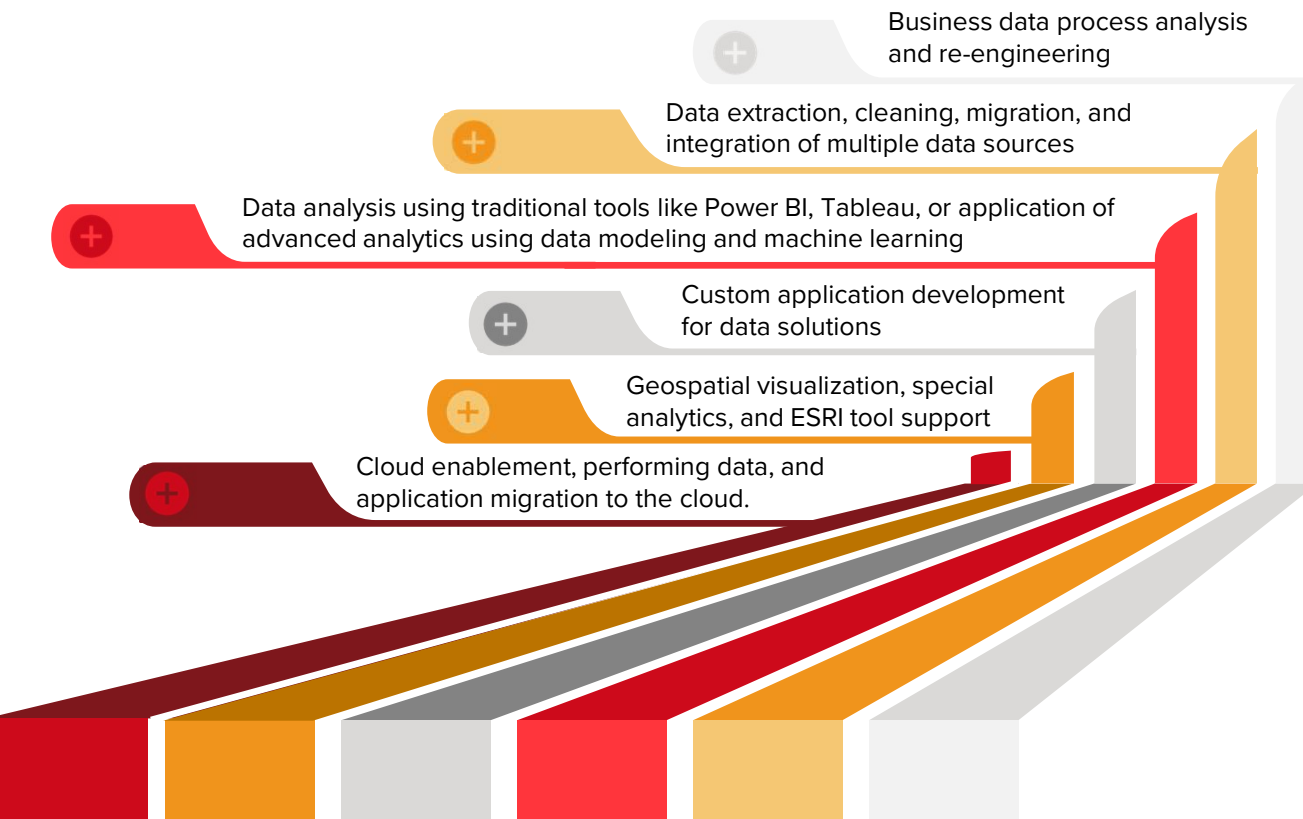 Business data process analysis
and re-engineering
Data extraction, cleaning, migration, and
integration of multiple data sources
Data analysis using traditional tools like Power BI, Tableau, or application of
advanced analytics using data modeling and machine learning
Custom application development
for data solutions
Geospatial visualization, special
analytics, and ESRI tool support
Cloud enablement, performing data, and
application migration to the cloud.